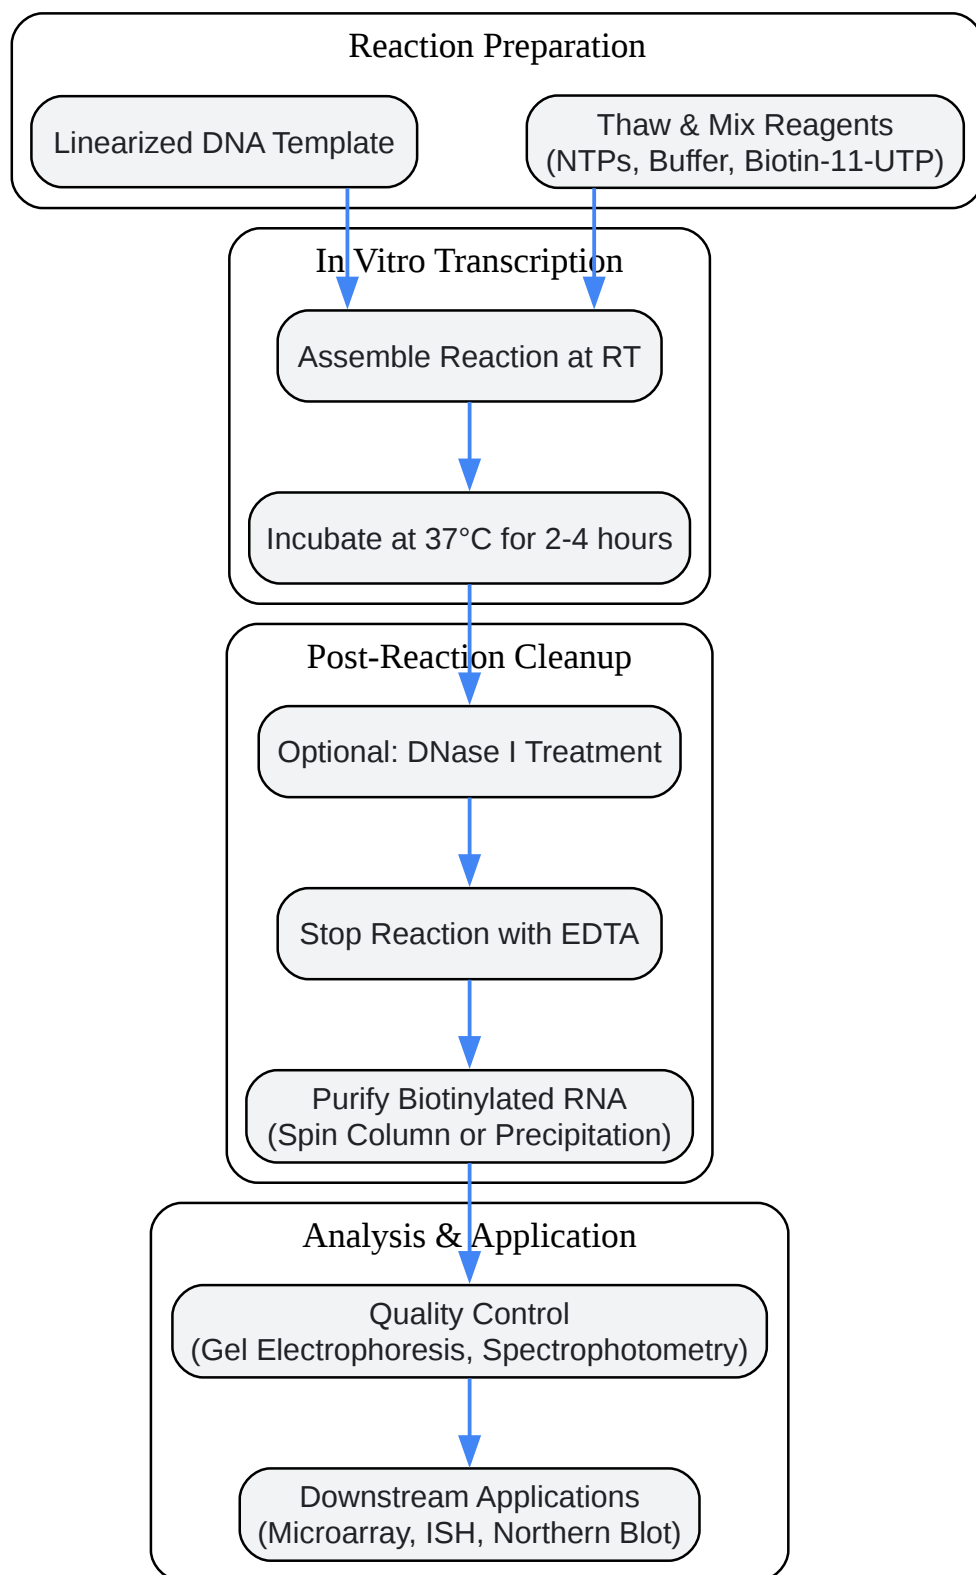 Reaction Preparation
Linearized DNA Template
Thaw & Mix Reagents
(NTPs, Buffer, Biotin-11-UTP)
In Vitro Transcription
Assemble Reaction at RT
Incubate at 37°C for 2-4 hours
Post-Reaction Cleanup
Optional: DNase I Treatment
Stop Reaction with EDTA
Purify Biotinylated RNA
(Spin Column or Precipitation)
Analysis & Application
Quality Control
(Gel Electrophoresis, Spectrophotometry)
Downstream Applications
(Microarray, ISH, Northern Blot)